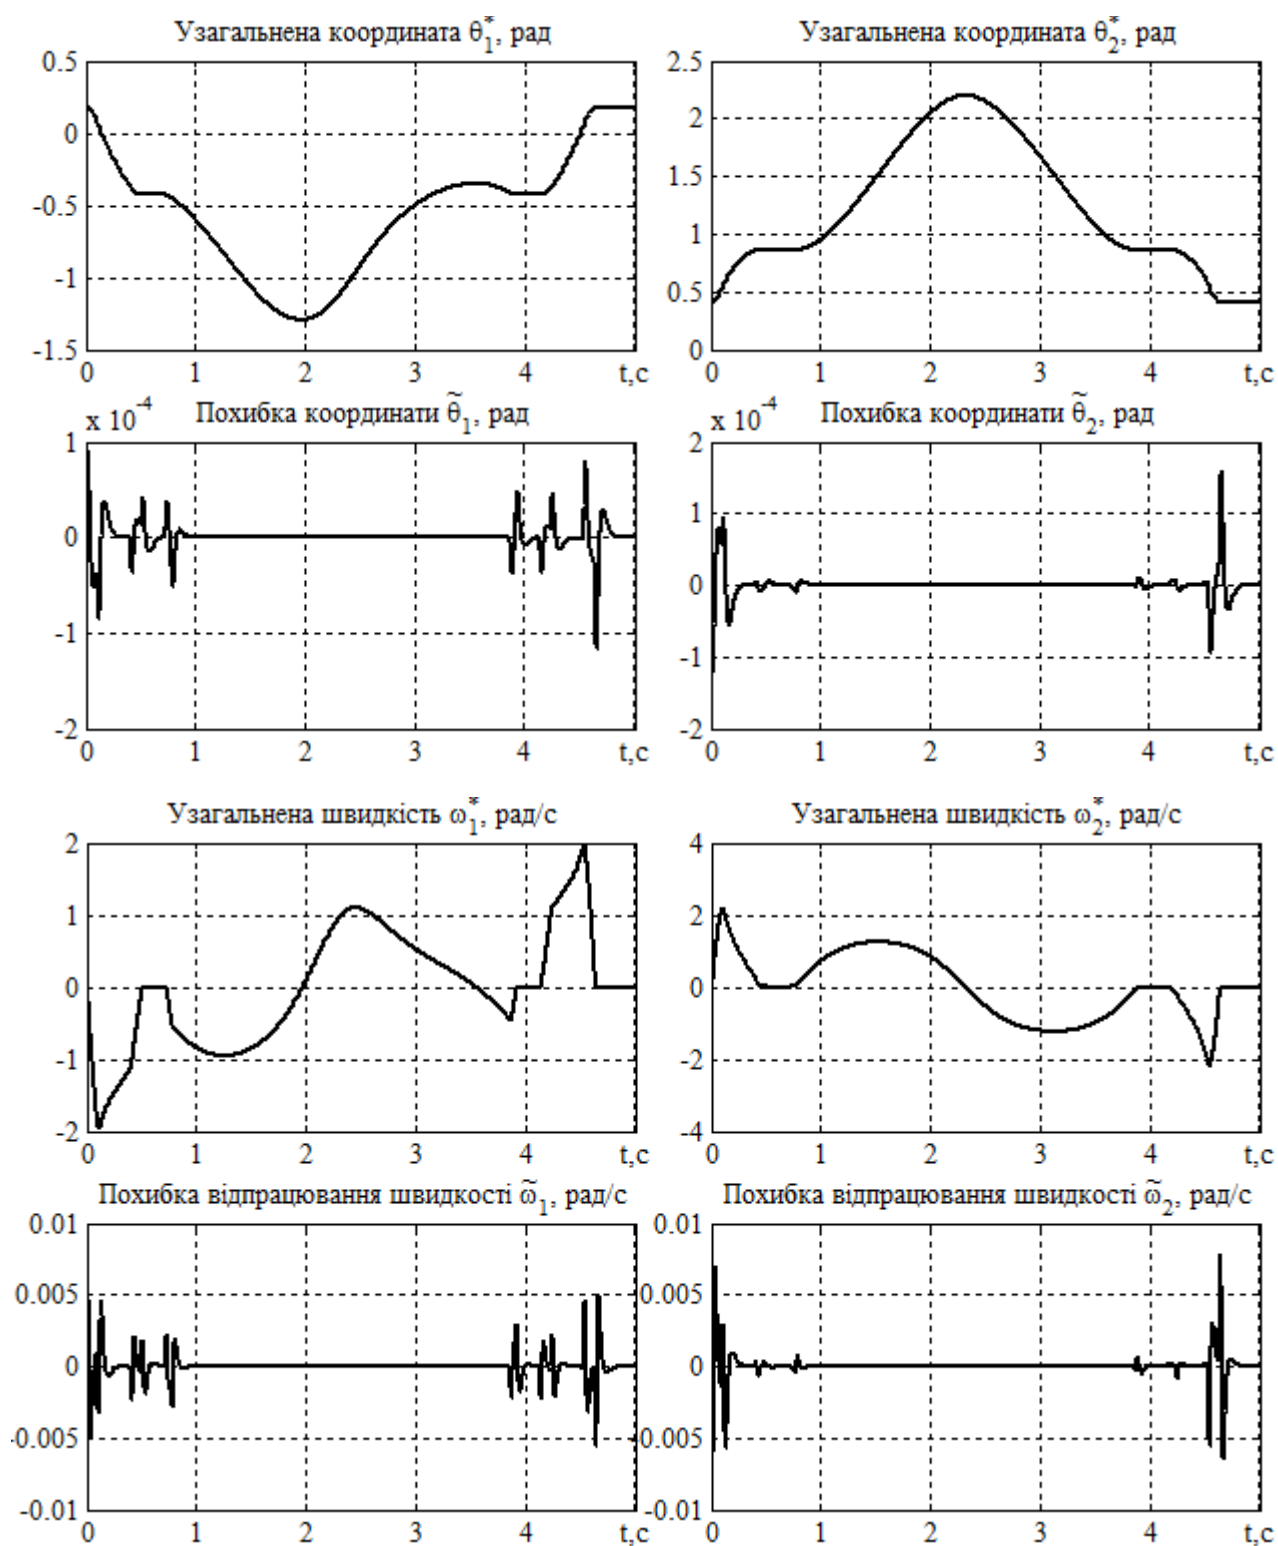 Узагальнена координата θ₁*, рад
Узагальнена координата θ₂*, рад
0.5
0
-0.5
-1
-1.5
0 1 2 3 4 t,c
2.5
2
1.5
1
0.5
0
0 1 2 3 4 t,c
x 10⁻⁴ Похибка координати θ̃₁, рад
x 10⁻⁴ Похибка координати θ̃₂, рад
1
0
-1
-2
0 1 2 3 4 t,c
2
1
0
-1
-2
0 1 2 3 4 t,c
Узагальнена швидкість ω₁*, рад/с
Узагальнена швидкість ω₂*, рад/с
2
1
0
-1
-2
0 1 2 3 4 t,c
4
2
0
-2
-4
0 1 2 3 4 t,c
Похибка відпрацювання швидкості ω̃₁, рад/с
Похибка відпрацювання швидкості ω̃₂, рад/с
0.01
0.005
0
-0.005
-0.01
0 1 2 3 4 t,c
0.01
0.005
0
-0.005
-0.01
0 1 2 3 4 t,c